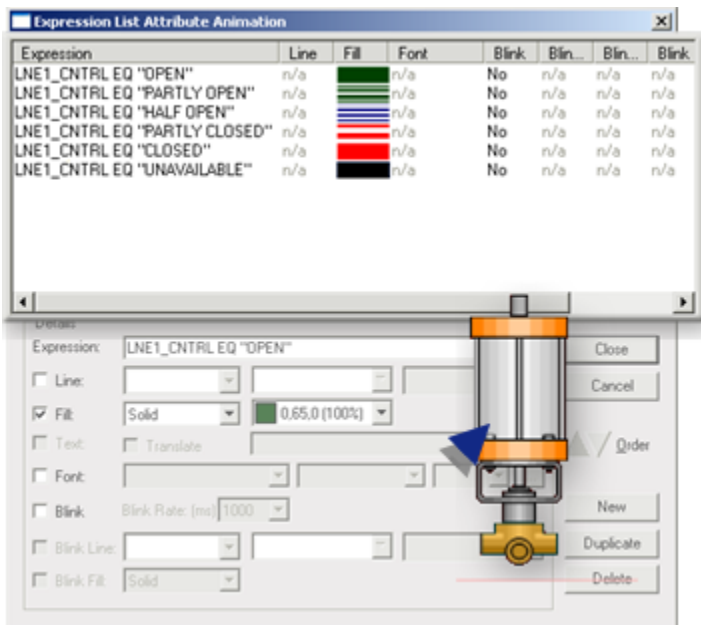 Expression List Attribute Animation
Expression Line Fill Font Blink Blin... Blin... Blink
LNE1_CNTRL EQ "OPEN" n/a n/a No n/a n/a n/a
LNE1_CNTRL EQ "PARTLY OPEN" n/a n/a No n/a n/a n/a
LNE1_CNTRL EQ "HALF OPEN" n/a n/a No n/a n/a n/a
LNE1_CNTRL EQ "PARTLY CLOSED" n/a n/a No n/a n/a n/a
LNE1_CNTRL EQ "CLOSED" n/a n/a No n/a n/a n/a
LNE1_CNTRL EQ "UNAVAILABLE" n/a n/a No n/a n/a n/a
Details
Expression: LNE1_CNTRL EQ "OPEN" Close
Line: Cancel
Fill: Solid 0,65,0 (100%)
Text: Translate Order
Font:
Blink Blink Rate: (ms) 1000 New
Blink Line: Duplicate
Blink Fill: Solid Delete